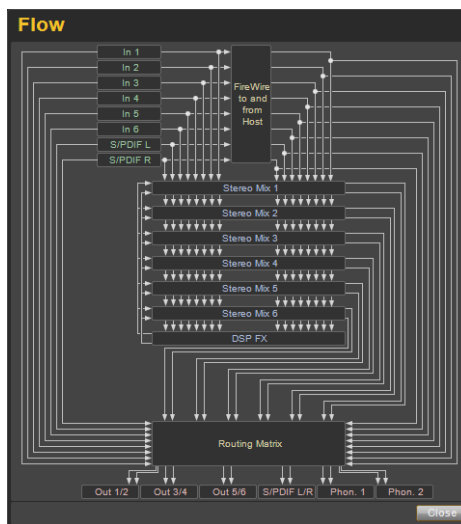 Flow
In 1
In 2
In 3
In 4
In 5
In 6
S/PDIF L
S/PDIF R
FireWire
to and
from
Host
Stereo Mix 1
Stereo Mix 2
Stereo Mix 3
Stereo Mix 4
Stereo Mix 5
Stereo Mix 6
DSP FX
Routing Matrix
Out 1/2
Out 3/4
Out 5/6
S/PDIF L/R
Phon. 1
Phon. 2
Close